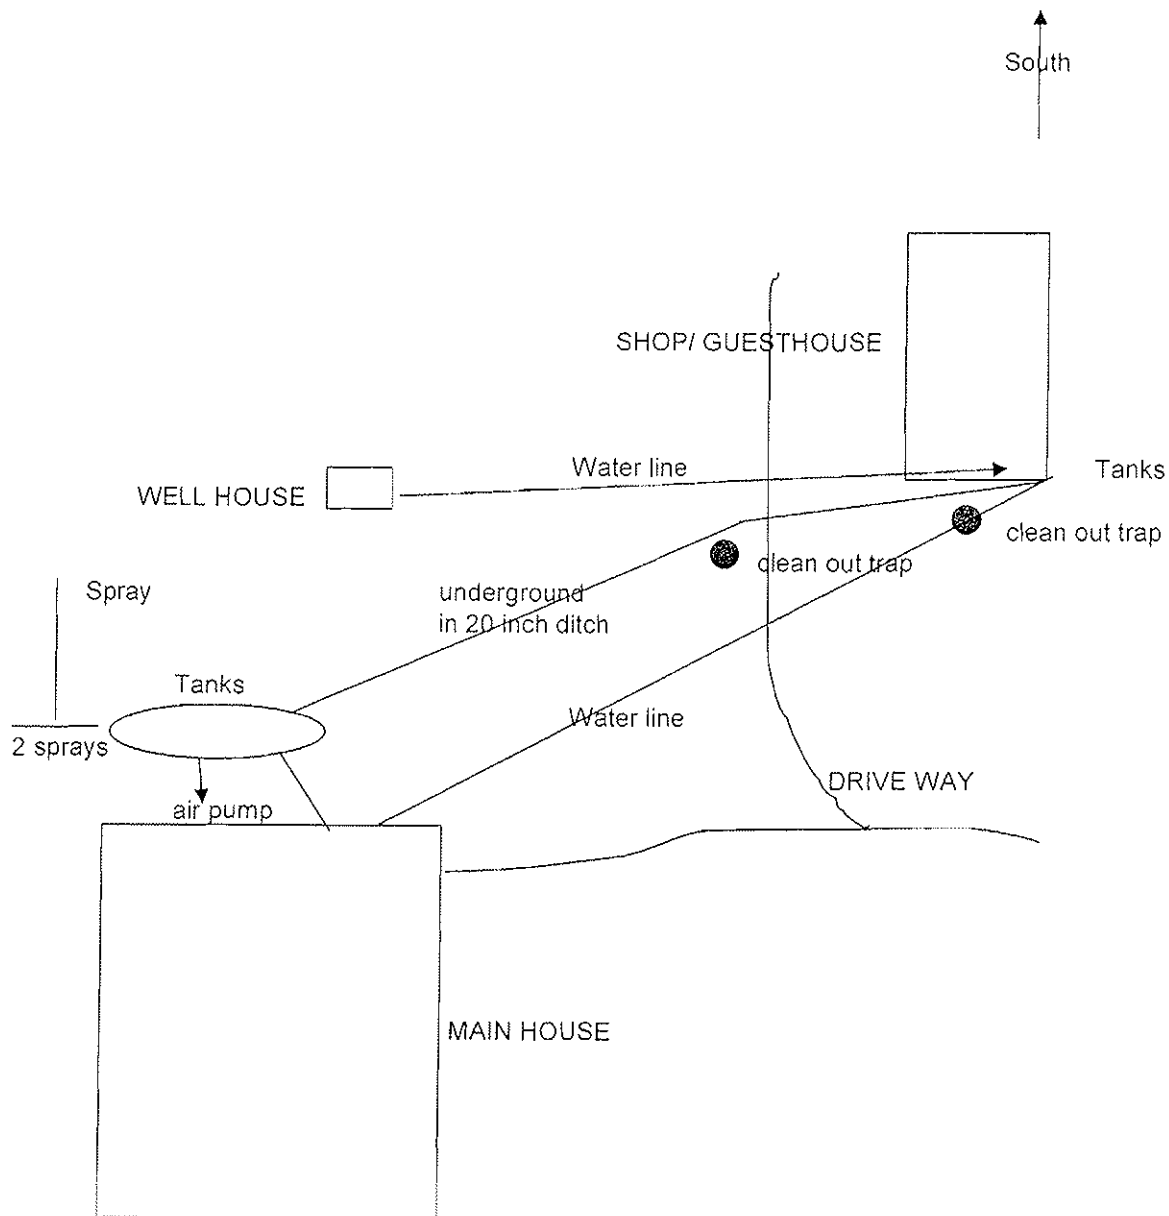 South
SHOP/ GUESTHOUSE
Water line
Tanks
WELL HOUSE
clean out trap
clean out trap
Spray
underground
in 20 inch ditch
Tanks
Water line
2 sprays
DRIVE WAY
air pump
MAIN HOUSE